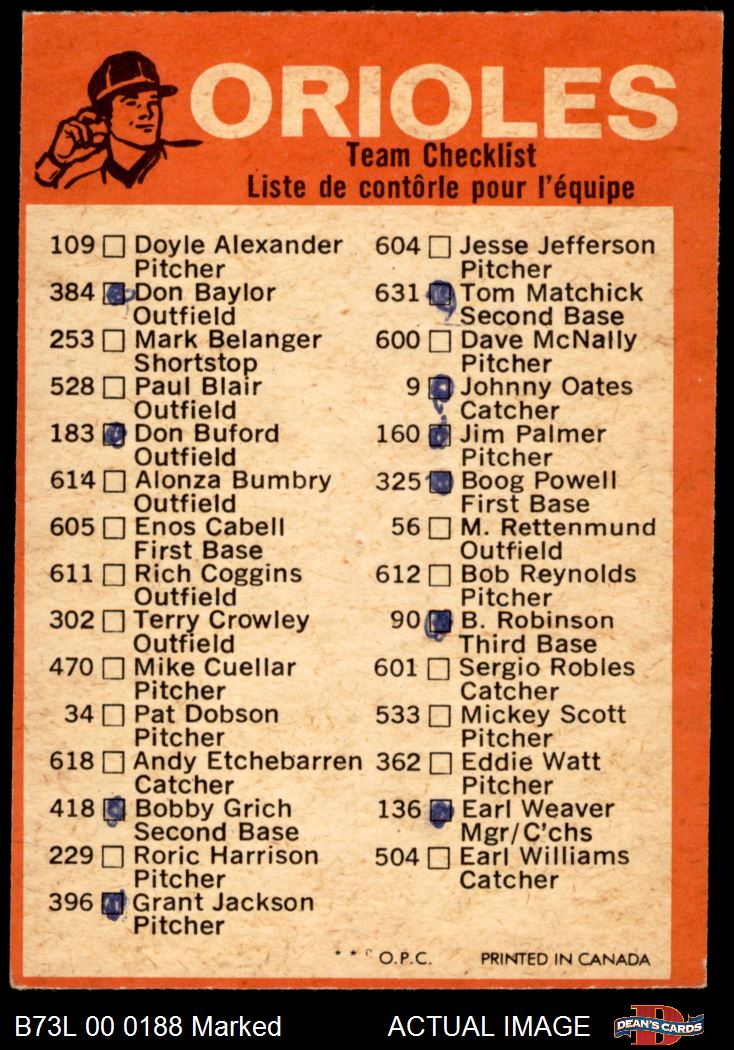 ORIOLES
Team Checklist
Liste de contôrle pour l'équipe
109 Doyle Alexander
Pitcher
384 Don Baylor
Outfield
253 Mark Belanger
Shortstop
528 Paul Blair
Outfield
183 Don Buford
Outfield
614 Alonza Bumbry
Outfield
605 Enos Cabell
First Base
611 Rich Coggins
Outfield
302 Terry Crowley
Outfield
470 Mike Cuellar
Pitcher
34 Pat Dobson
Pitcher
618 Andy Etchebarren
Catcher
418 Bobby Grich
Second Base
229 Roric Harrison
Pitcher
396 Grant Jackson
Pitcher
604 Jesse Jefferson
Pitcher
631 Tom Matchick
Second Base
600 Dave McNally
Pitcher
9 Johnny Oates
Catcher
160 Jim Palmer
Pitcher
325 Boog Powell
First Base
56 M. Rettenmund
Outfield
612 Bob Reynolds
Pitcher
90 B. Robinson
Third Base
601 Sergio Robles
Catcher
533 Mickey Scott
Pitcher
362 Eddie Watt
Pitcher
136 Earl Weaver
Mgr/C'chs
504 Earl Williams
Catcher
* * © O.P.C. PRINTED IN CANADA
B73L 00 0188 Marked ACTUAL IMAGE DEAN'S CARDS